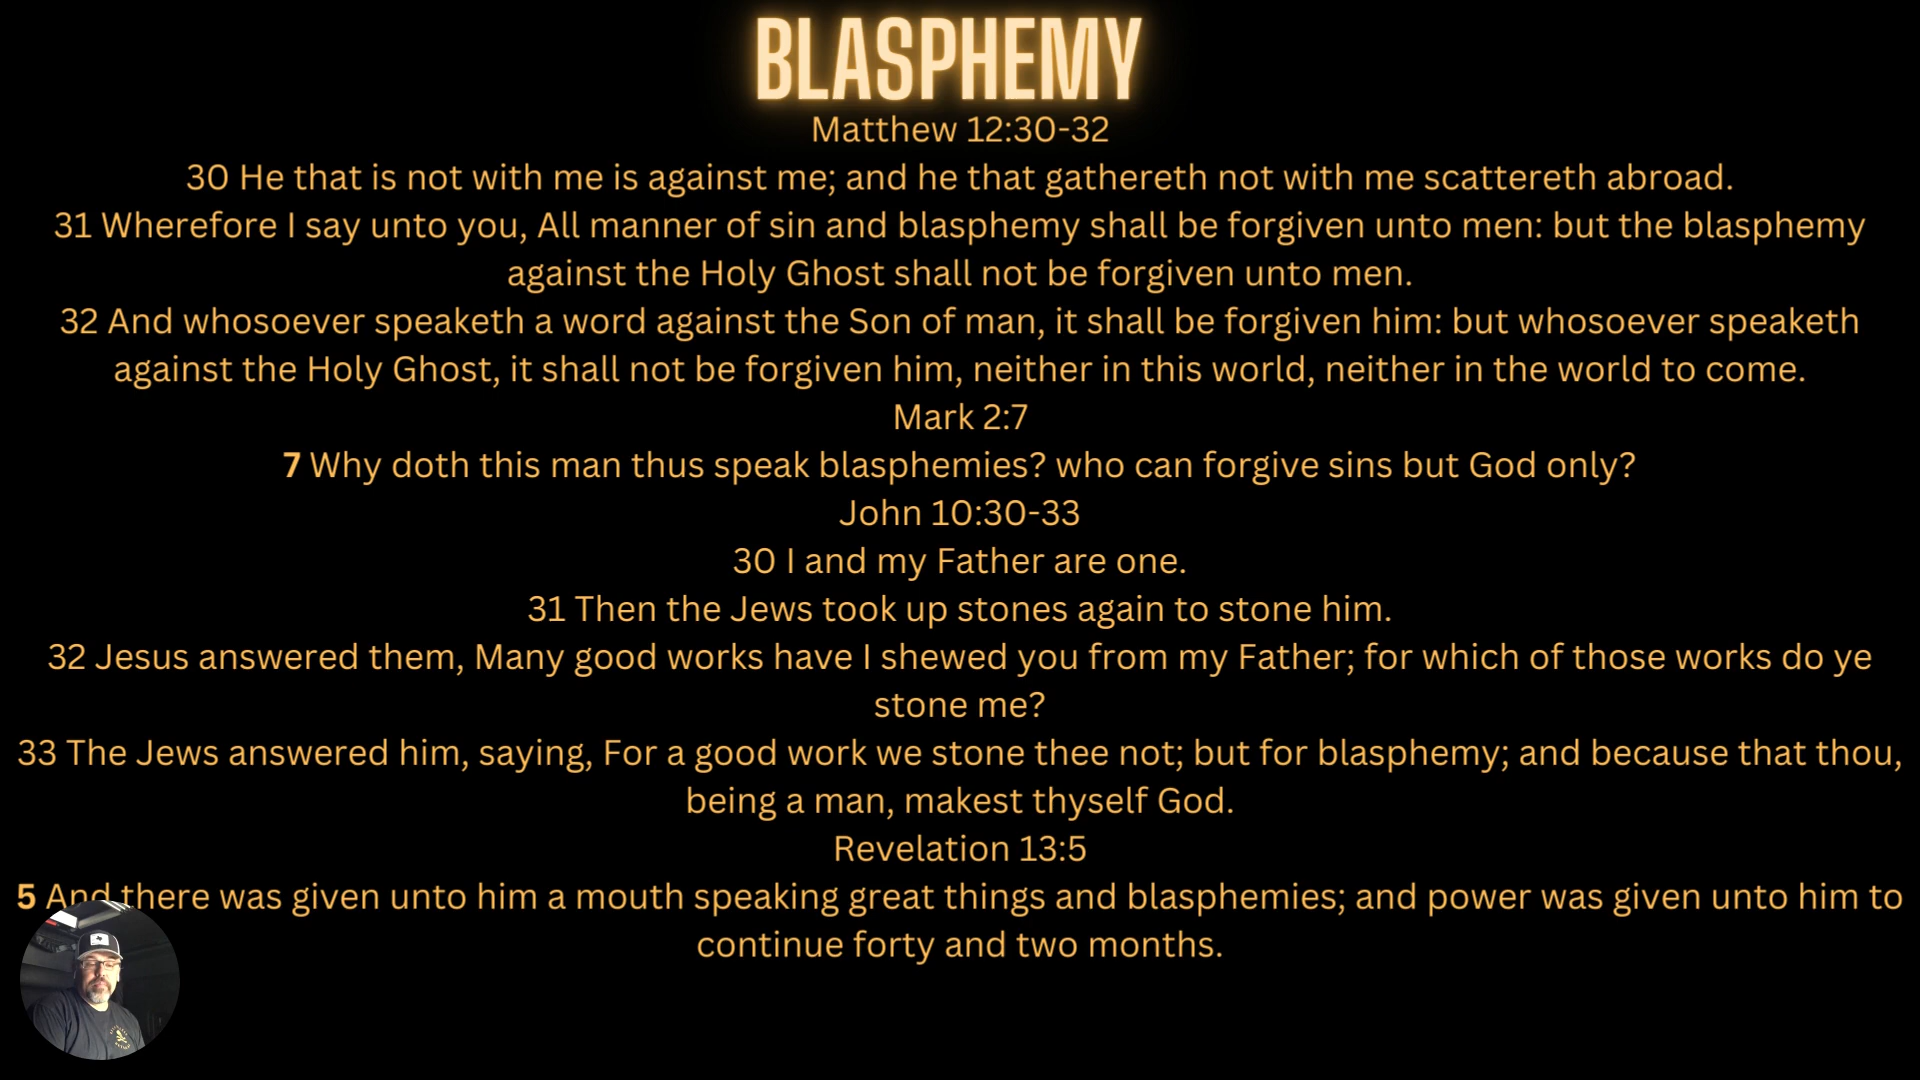 BLASPHEMY
Matthew 12:30-32
30 He that is not with me is against me; and he that gathereth not with me scattereth abroad.
31 Wherefore I say unto you, All manner of sin and blasphemy shall be forgiven unto men: but the blasphemy
against the Holy Ghost shall not be forgiven unto men.
32 And whosoever speaketh a word against the Son of man, it shall be forgiven him: but whosoever speaketh
against the Holy Ghost, it shall not be forgiven him, neither in this world, neither in the world to come.
Mark 2:7
7 Why doth this man thus speak blasphemies? who can forgive sins but God only?
John 10:30-33
30 I and my Father are one.
31 Then the Jews took up stones again to stone him.
32 Jesus answered them, Many good works have I shewed you from my Father; for which of those works do ye
stone me?
33 The Jews answered him, saying, For a good work we stone thee not; but for blasphemy; and because that thou,
being a man, makest thyself God.
Revelation 13:5
5 And there was given unto him a mouth speaking great things and blasphemies; and power was given unto him to
continue forty and two months.